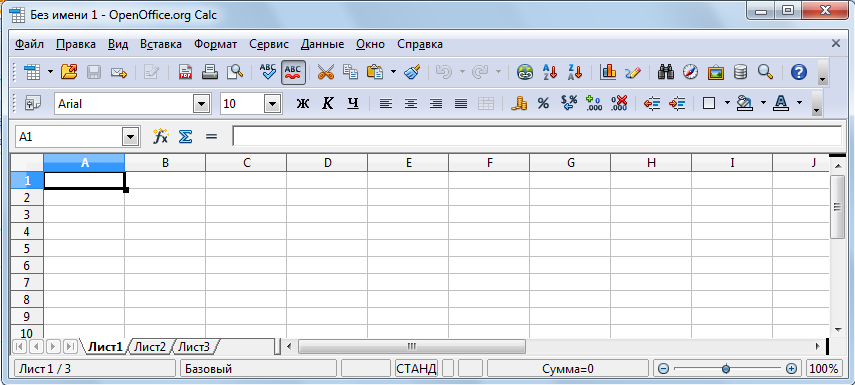 Без имени 1 - OpenOffice.org Calc
Файл Правка Вид Вставка Формат Сервис Данные Окно Справка
ABC ABC
Arial 10 Ж К Ч
A1
A B C D E F G H I J
1
2
3
4
5
6
7
8
9
10
Лист1 Лист2 Лист3
Лист 1 / 3 Базовый СТАНД Сумма=0 100%